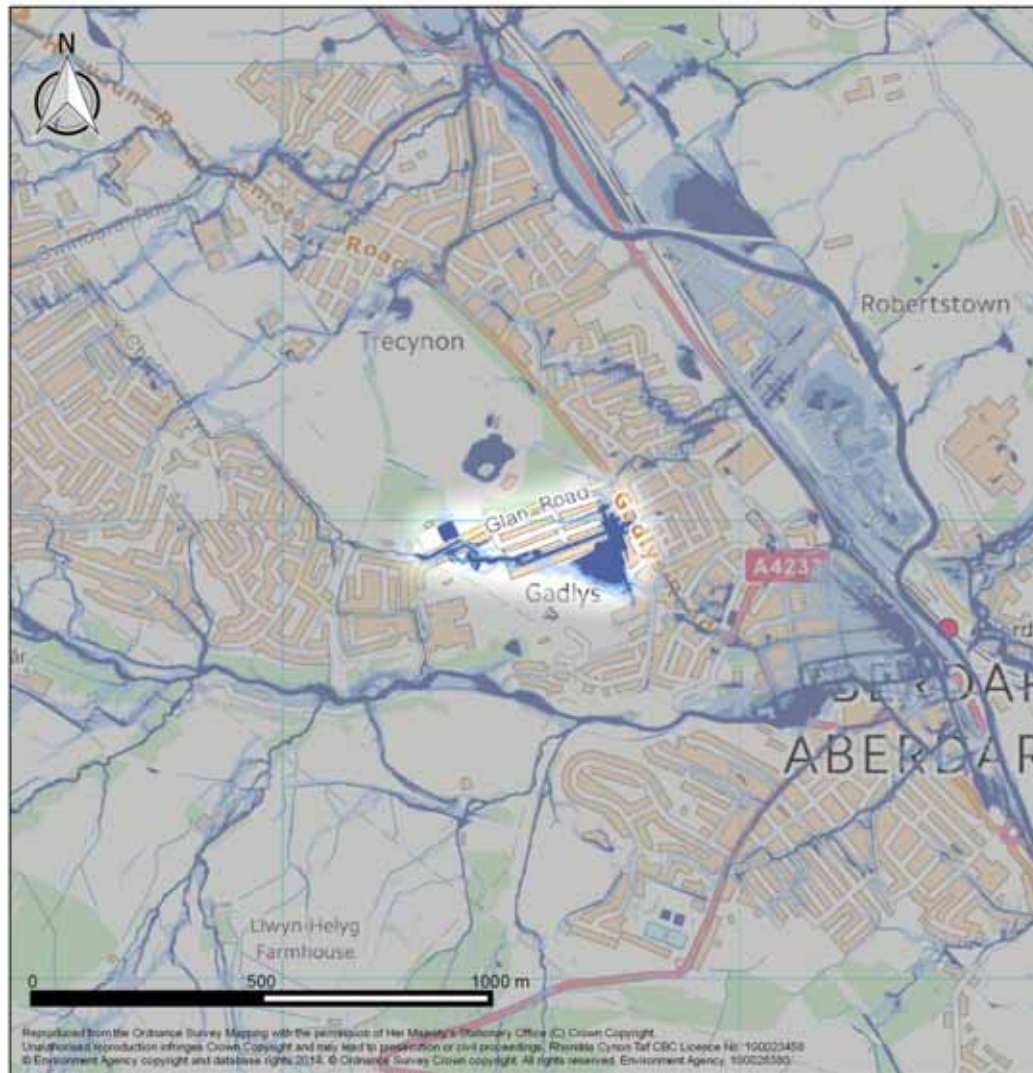 N
Road
Trecynon
Robertstown
Glan Road
Gadlys
A423
Gadlys
ABERDAR
Llwyn-Helyg
Farmhouse
0 500 1000 m
Reproduced from the Ordnance Survey Mapping with the permission of Her Majesty's Stationary Office (C) Crown Copyright.
Unauthorised reproduction infringes Crown Copyright and may lead to prosecution or civil proceedings. Rhondda Cynon Taf CBC Licence No: 100023458
© Environment Agency copyright and database rights 2014. © Ordnance Survey Crown copyright. All rights reserved. Environment Agency, 100026380